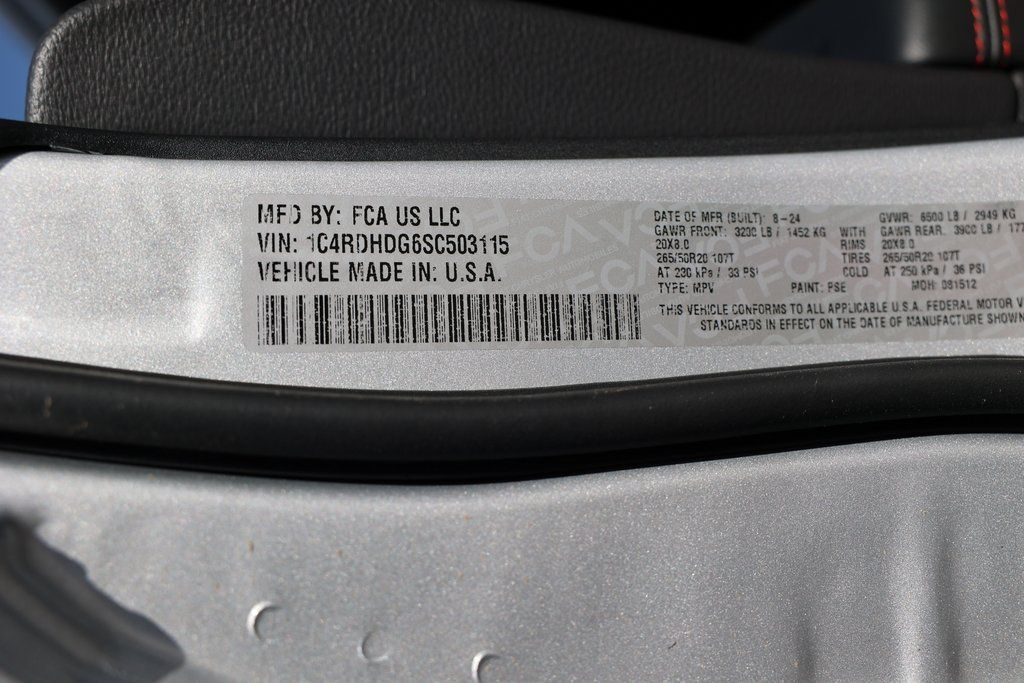 MFD BY: FCA US LLC
VIN: 1C4RDHDG6SC503115
VEHICLE MADE IN: U.S.A.
DATE OF MFR (BUILT): 8-24 GVWR: 6500 LB / 2949 KG
GAWR FRONT: 3200 LB / 1452 KG WITH GAWR REAR: 3900 LB / 177
20X8.0 RIMS 20X8.0
265/50R20 107T TIRES 265/50R20 107T
AT 230 kPa / 33 PSI COLD AT 250 kPa / 36 PSI
TYPE: MPV PAINT: PSE MDH: 081512
THIS VEHICLE CONFORMS TO ALL APPLICABLE U.S.A. FEDERAL MOTOR V
STANDARDS IN EFFECT ON THE DATE OF MANUFACTURE SHOWN